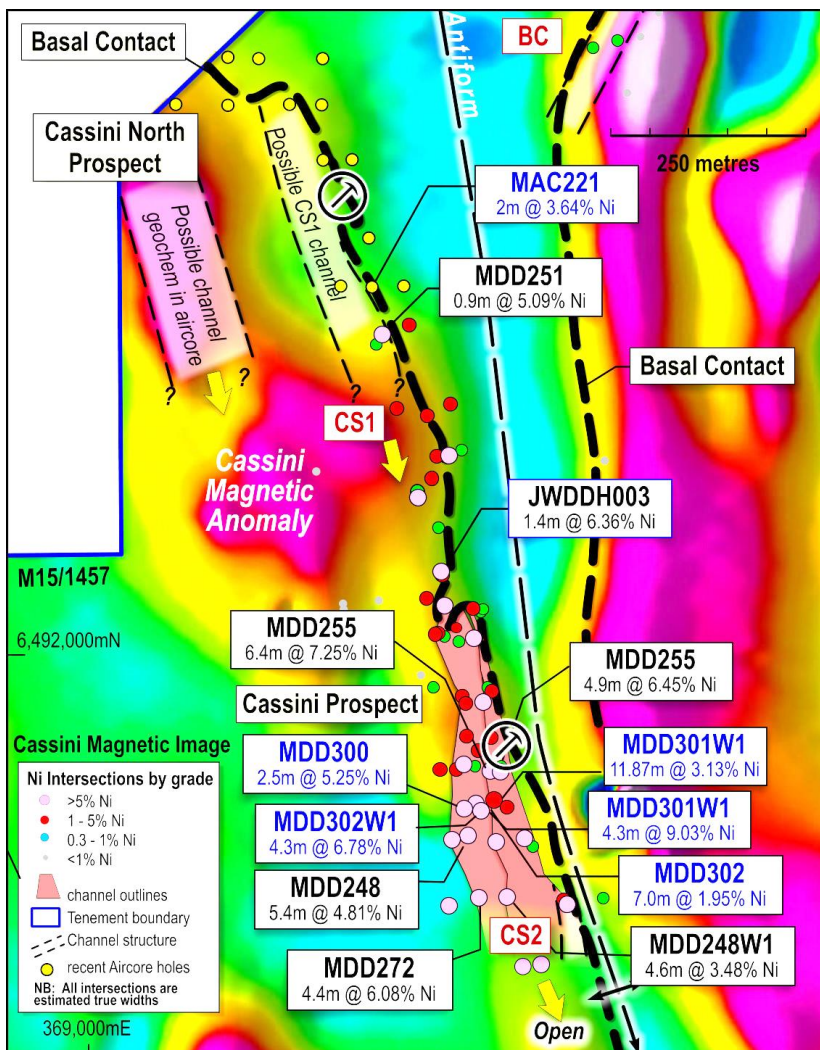 Basal Contact
Antiform
BC
Cassini North
Prospect
250 metres
Possible channel
geochem in aircore
Possible CS1 channel
MAC221
2m @ 3.64% Ni
MDD251
0.9m @ 5.09% Ni
Basal Contact
?
?
?
?
CS1
Cassini
Magnetic
Anomaly
JWDDH003
1.4m @ 6.36% Ni
M15/1457
6,492,000mN
MDD255
6.4m @ 7.25% Ni
MDD255
4.9m @ 6.45% Ni
Cassini Prospect
Cassini Magnetic Image
MDD300
2.5m @ 5.25% Ni
MDD301W1
11.87m @ 3.13% Ni
MDD302W1
4.3m @ 6.78% Ni
MDD301W1
4.3m @ 9.03% Ni
MDD248
5.4m @ 4.81% Ni
MDD302
7.0m @ 1.95% Ni
CS2
MDD272
4.4m @ 6.08% Ni
MDD248W1
4.6m @ 3.48% Ni
Open
Ni Intersections by grade
>5% Ni
1 - 5% Ni
0.3 - 1% Ni
<1% Ni
channel outlines
Tenement boundary
Channel structure
recent Aircore holes
NB: All intersections are
estimated true widths
369,000mE